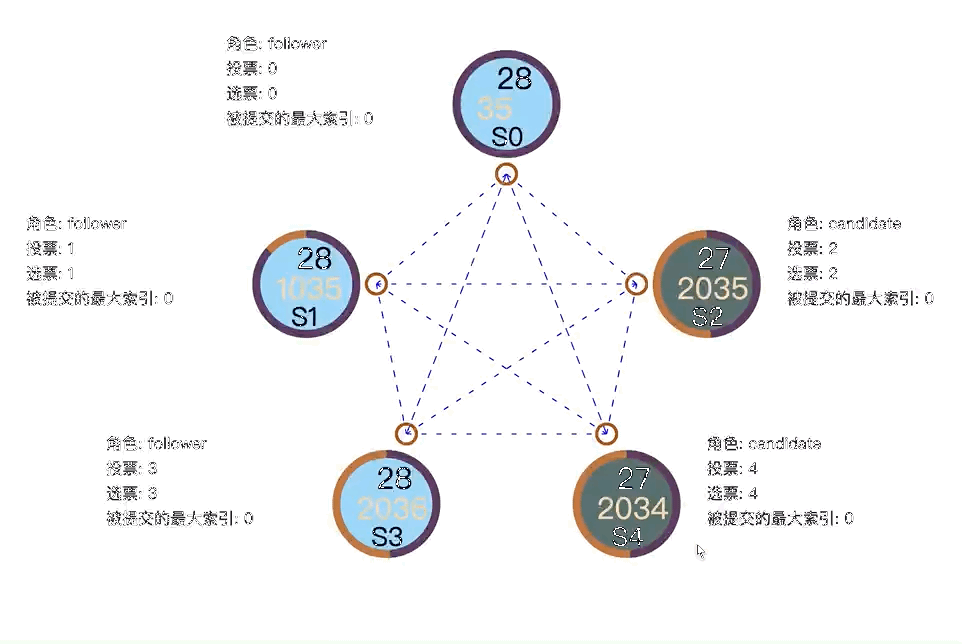 角色: follower
投票: 0
选票: 0
被提交的最大索引: 0
28
35
S0
角色: follower
投票: 1
选票: 1
被提交的最大索引: 0
28
1035
S1
27
2035
S2
角色: candidate
投票: 2
选票: 2
被提交的最大索引: 0
角色: follower
投票: 3
选票: 3
被提交的最大索引: 0
28
2036
S3
27
2034
S4
角色: candidate
投票: 4
选票: 4
被提交的最大索引: 0